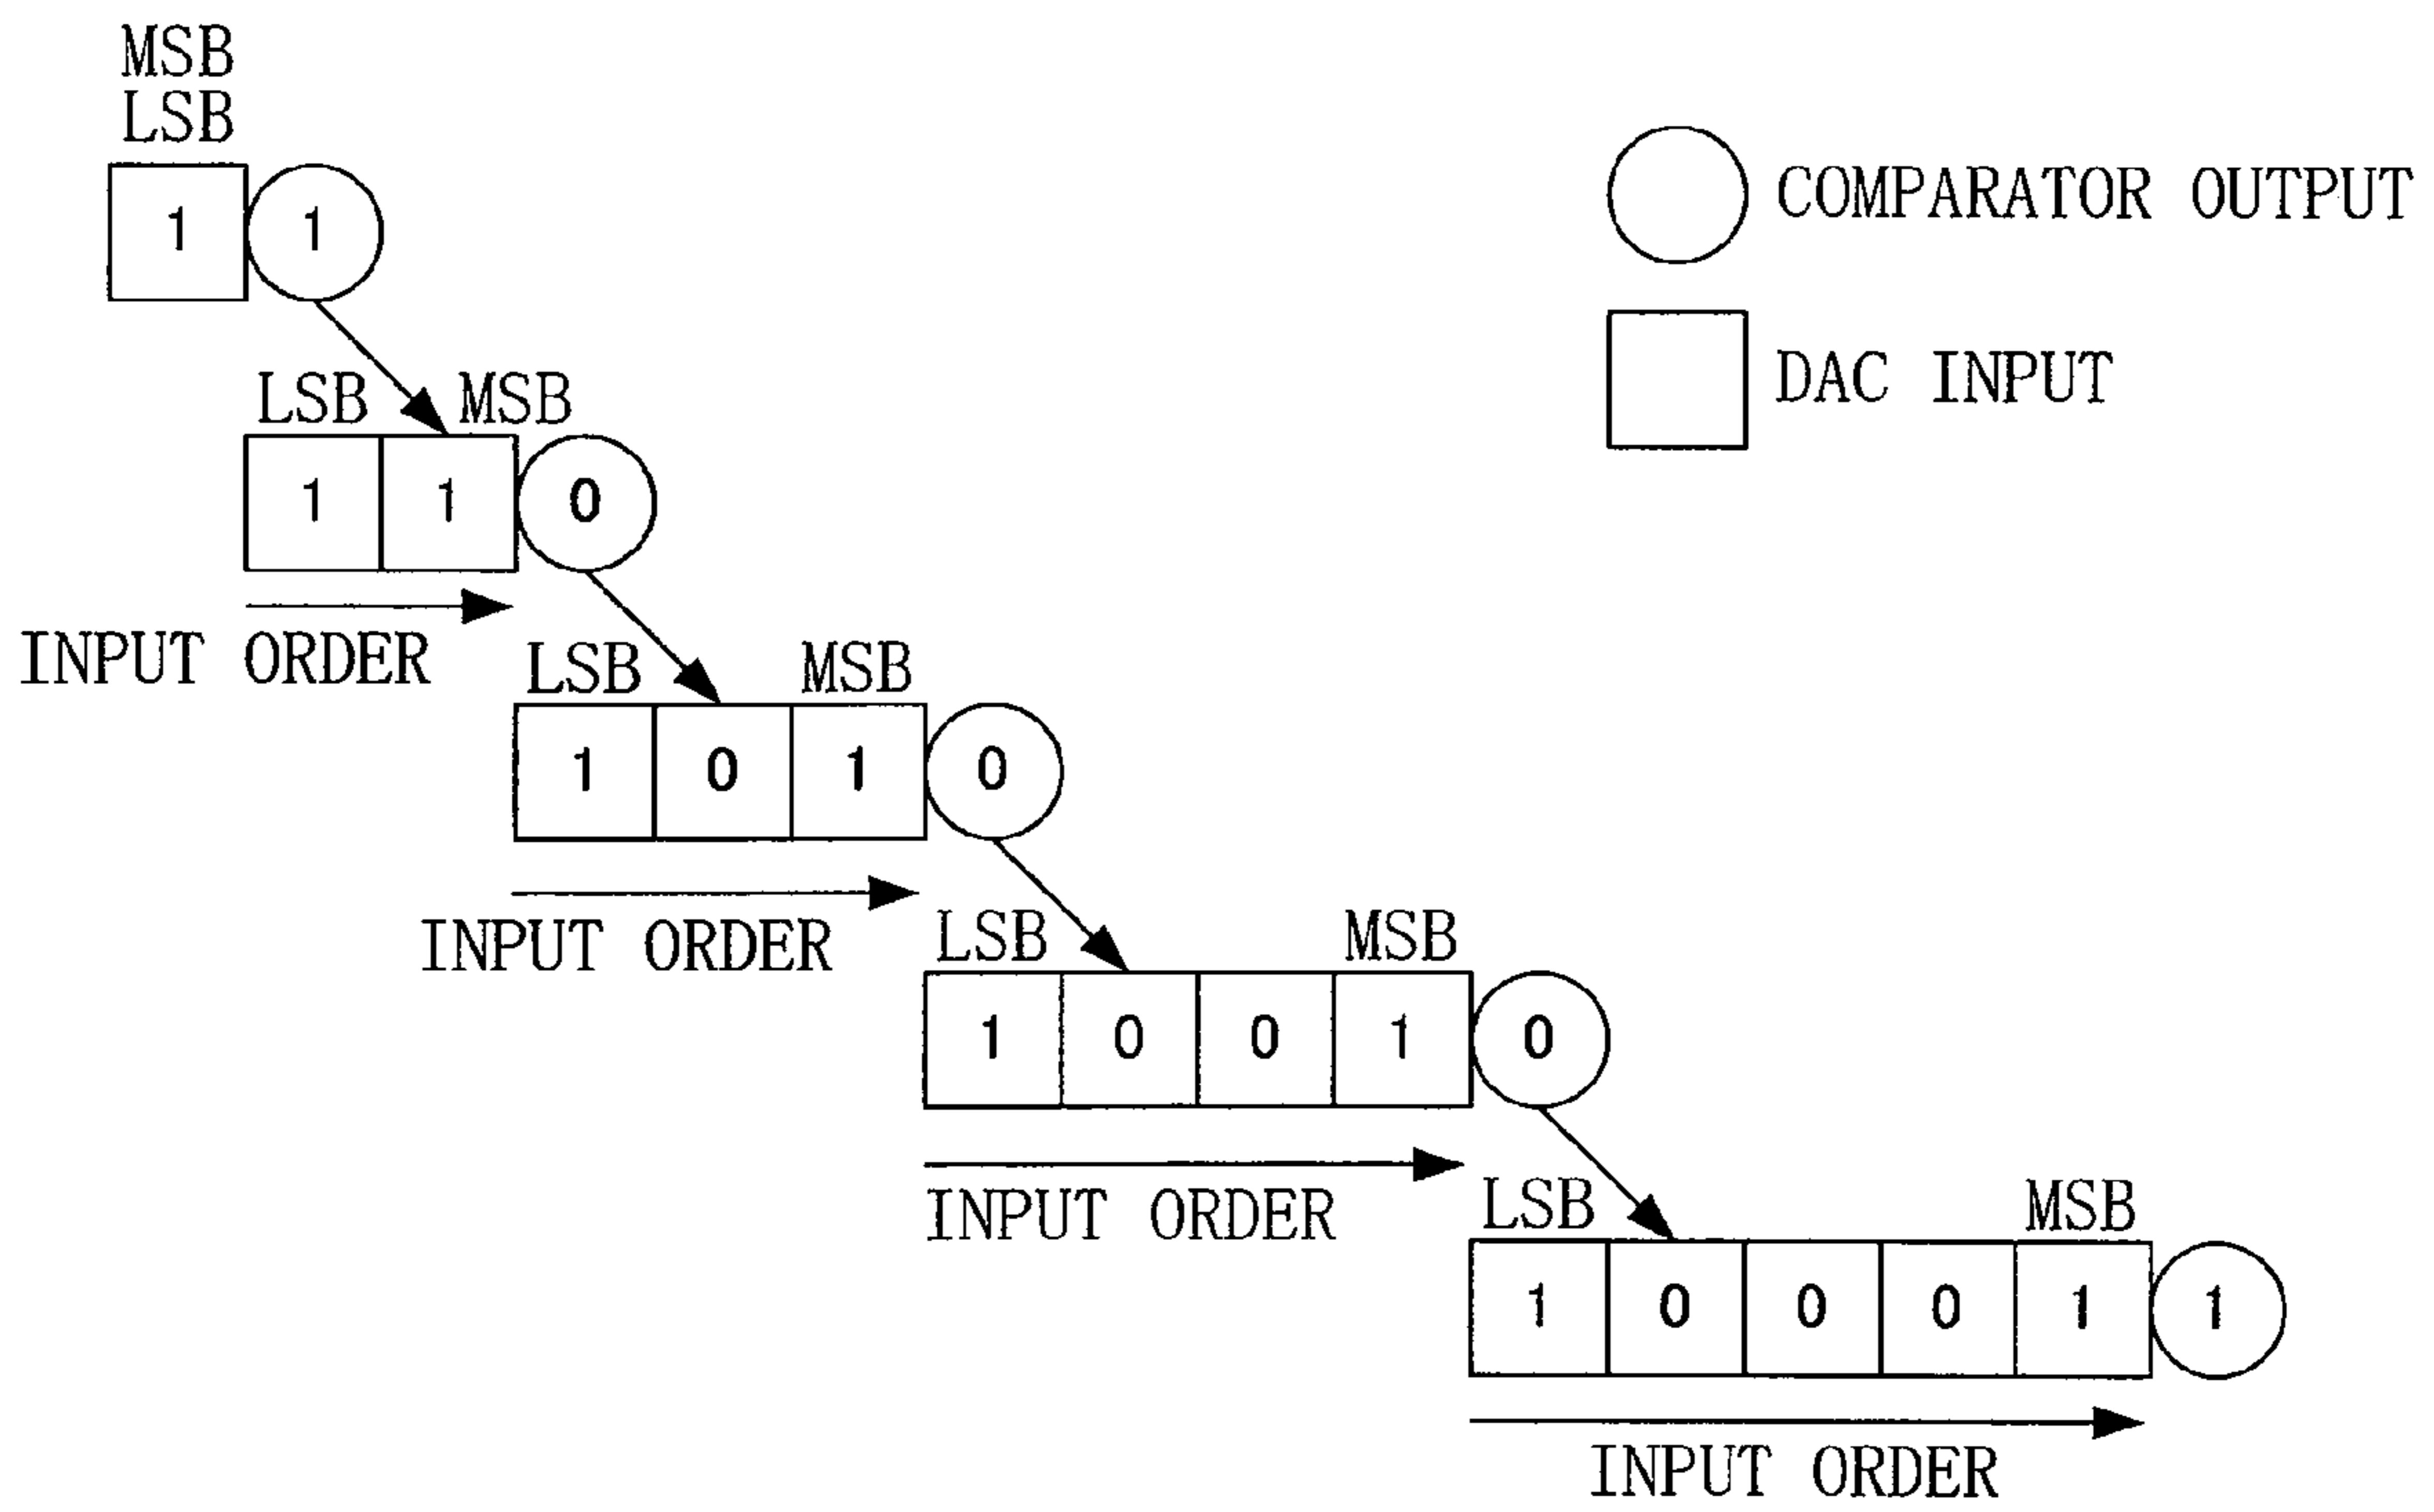 MSB
LSB
1 1
COMPARATOR OUTPUT
DAC INPUT
LSB MSB
1 1 0
INPUT ORDER
LSB MSB
1 0 1 0
INPUT ORDER
LSB MSB
1 0 0 1 0
INPUT ORDER
LSB MSB
1 0 0 0 1 1
INPUT ORDER